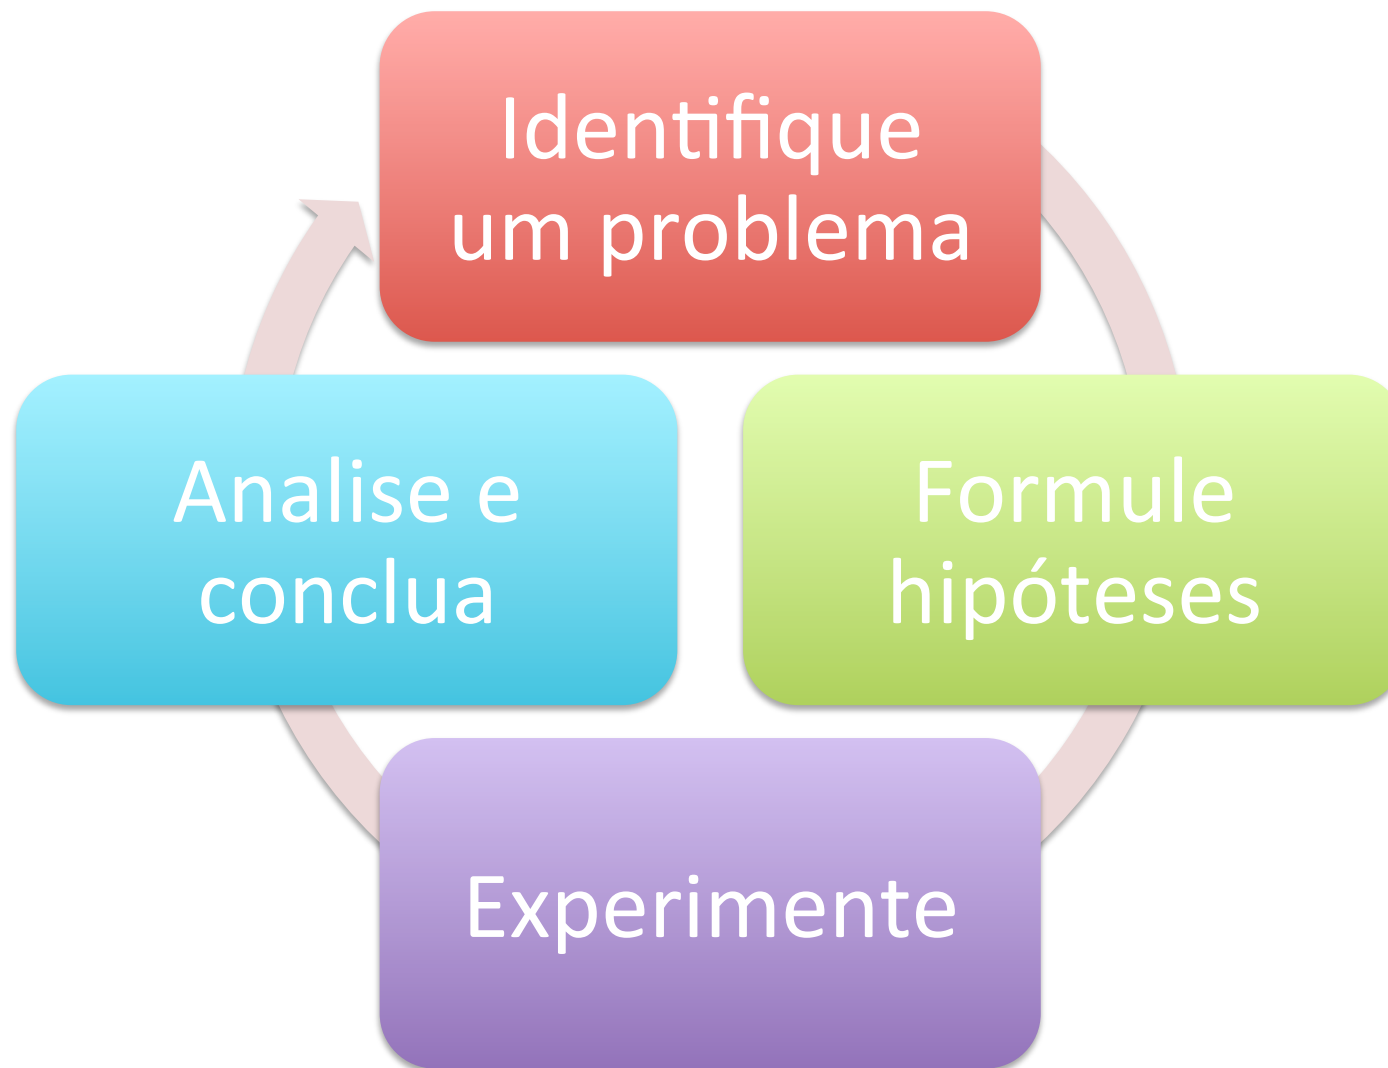 Identifique
um problema
Formule
hipóteses
Experimente
Analise e
conclua